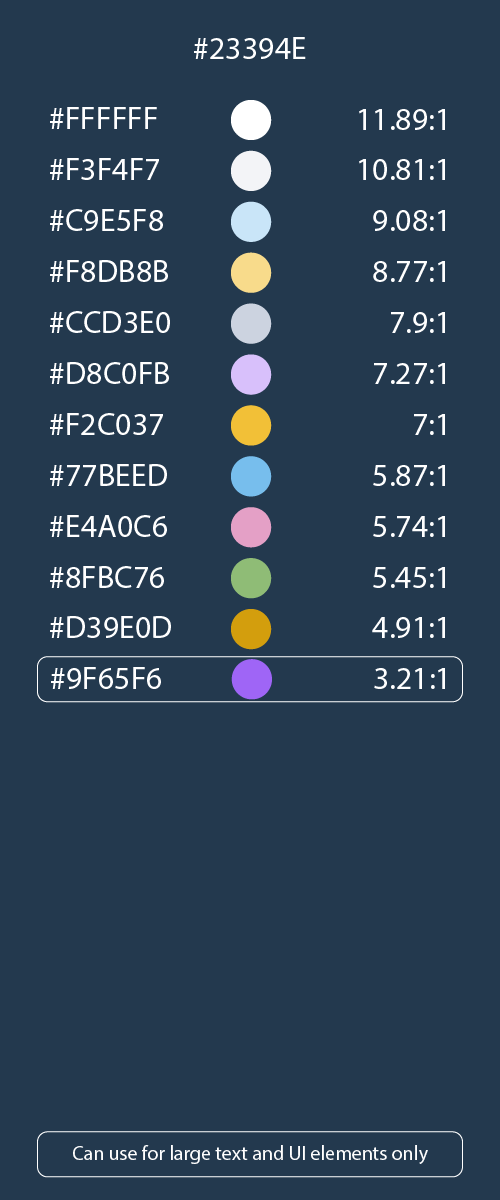 #23394E
#FFFFFF 11.89:1
#F3F4F7 10.81:1
#C9E5F8 9.08:1
#F8DB8B 8.77:1
#CCD3E0 7.9:1
#D8C0FB 7.27:1
#F2C037 7:1
#77BEED 5.87:1
#E4A0C6 5.74:1
#8FBC76 5.45:1
#D39E0D 4.91:1
#9F65F6 3.21:1
Can use for large text and UI elements only